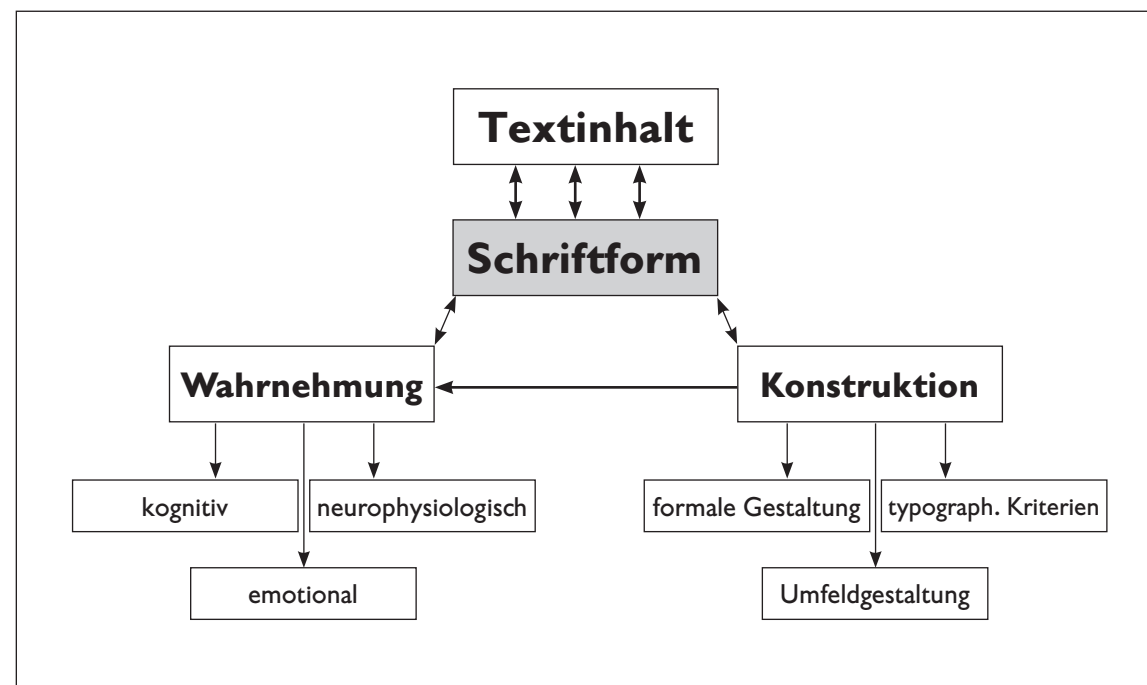 Textinhalt
Schriftform
Wahrnehmung
Konstruktion
kognitiv
neurophysiologisch
formale Gestaltung
typograph. Kriterien
emotional
Umfeldgestaltung